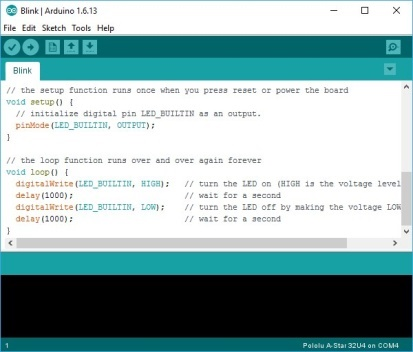 Blink | Arduino 1.6.13
File Edit Sketch Tools Help
Blink
// the setup function runs once when you press reset or power the board
void setup() {
  // initialize digital pin LED_BUILTIN as an output.
  pinMode(LED_BUILTIN, OUTPUT);
}
// the loop function runs over and over again forever
void loop() {
  digitalWrite(LED_BUILTIN, HIGH);   // turn the LED on (HIGH is the voltage level
  delay(1000);                       // wait for a second
  digitalWrite(LED_BUILTIN, LOW);    // turn the LED off by making the voltage LOW
  delay(1000);                       // wait for a second
}
1 Pololu A-Star 32U4 on COM4